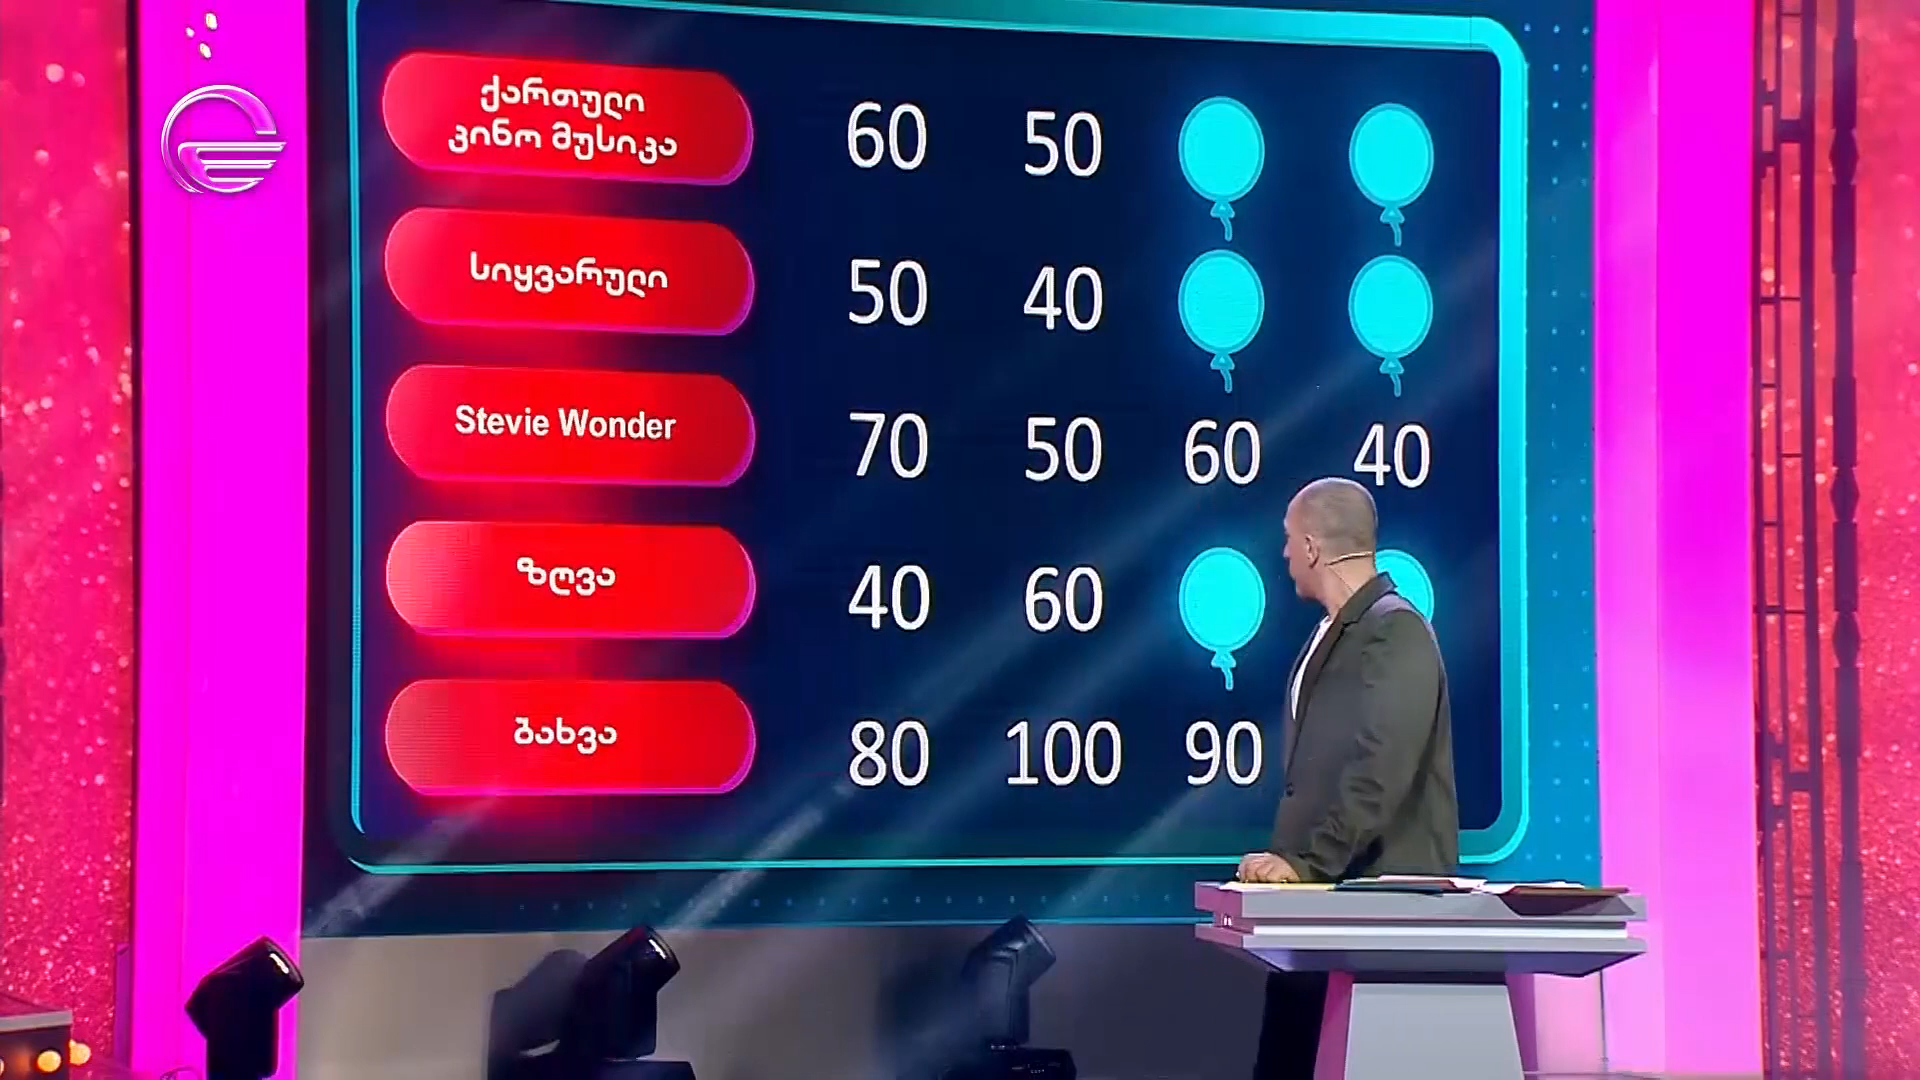 ქართული
კინო მუსიკა
60 50
სიყვარული
50 40
Stevie Wonder
70 50 60 40
ზღვა
40 60
ბახვა
80 100 90